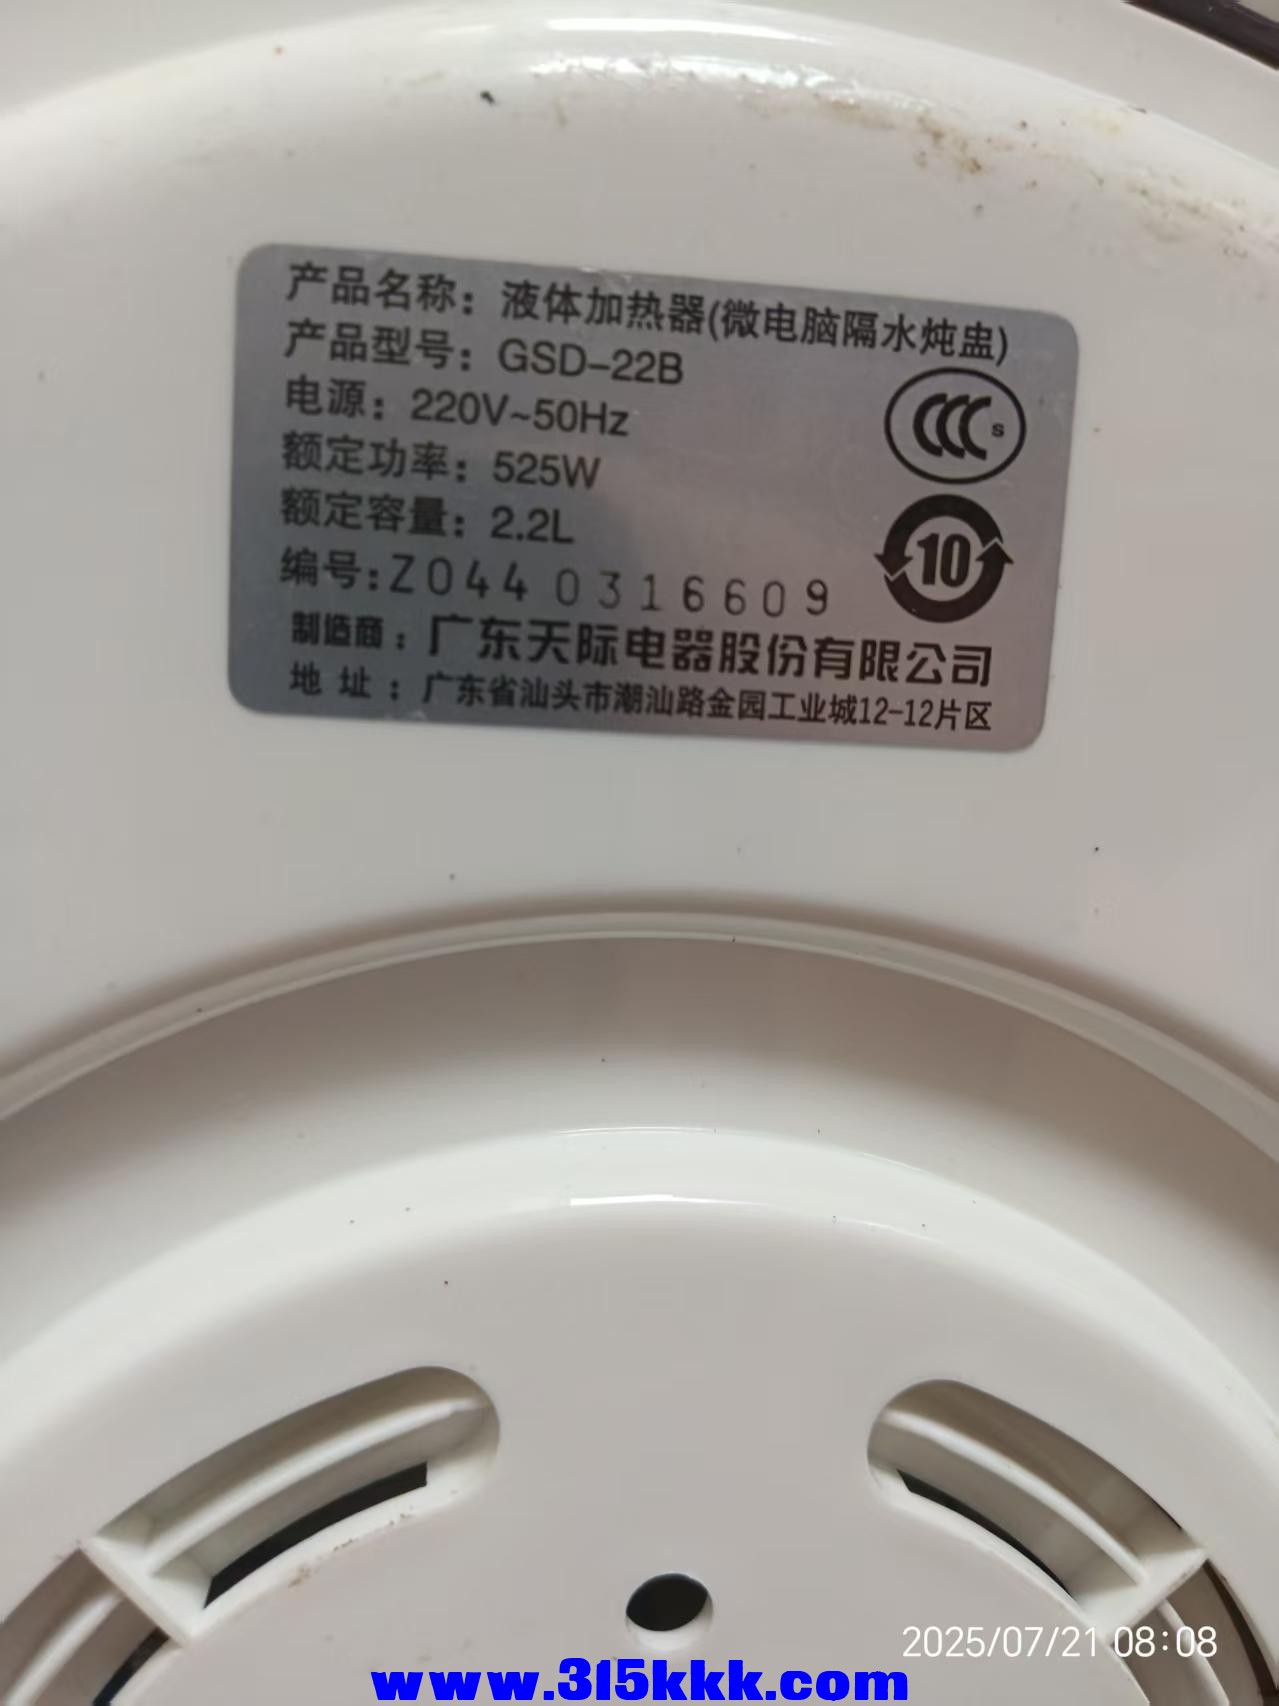 产品名称：液体加热器(微电脑隔水炖盅)
产品型号：GSD-22B
电源：220V~50Hz
额定功率：525W
额定容量：2.2L
编号:Z0440316609
制造商：广东天际电器股份有限公司
地址：广东省汕头市潮汕路金园工业城12-12片区
CCC S
10
2025/07/21 08:08
www.315kkk.com